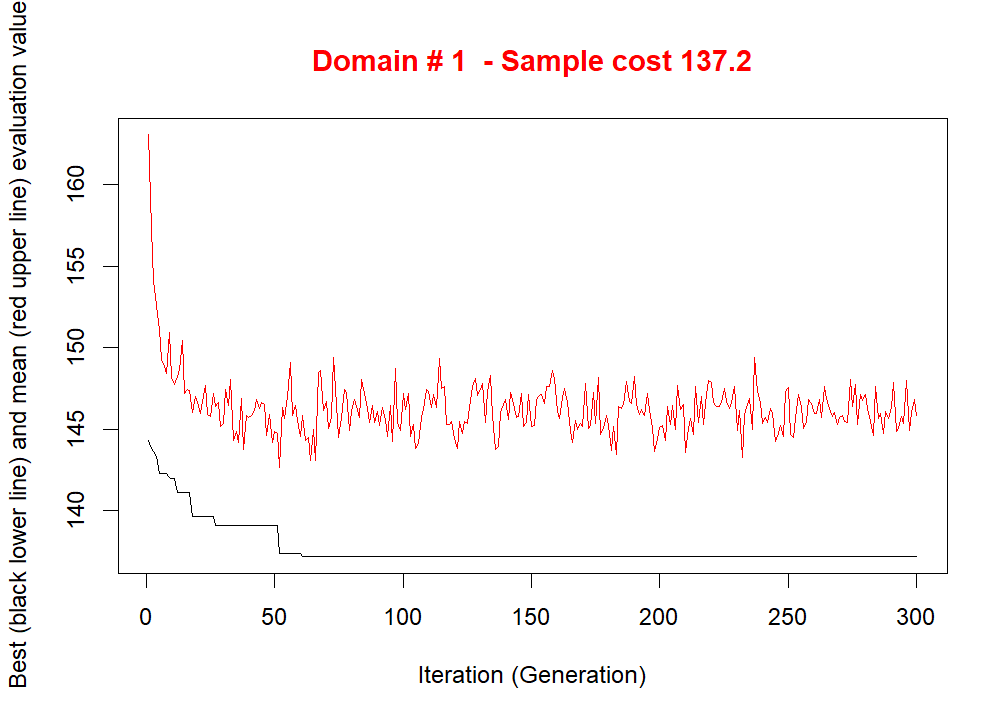 Domain # 1  - Sample cost 137.2
Best (black lower line) and mean (red upper line) evaluation value
160
155
150
145
140
0 50 100 150 200 250 300
Iteration (Generation)